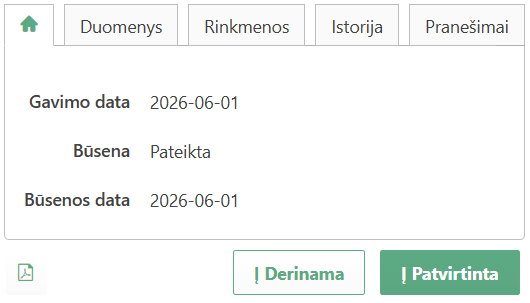 Duomenys Rinkmenos Istorija Pranešimai
Gavimo data 2026-06-01
Būsena Pateikta
Būsenos data 2026-06-01
Į Derinama Į Patvirtinta